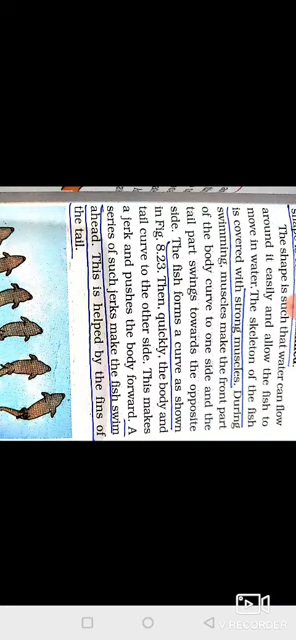 The shape is such that water can flow
around it easily and allow the fish to
move in water. The skeleton of the fish
is covered with strong muscles. During
swimming, muscles make the front part
of the body curve to one side and the
tail part swings towards the opposite
side. The fish forms a curve as shown
in Fig. 8.23. Then, quickly, the body and
tail curve to the other side. This makes
a jerk and pushes the body forward. A
series of such jerks make the fish swim
ahead. This is helped by the fins of
the tail.
V RECORDER